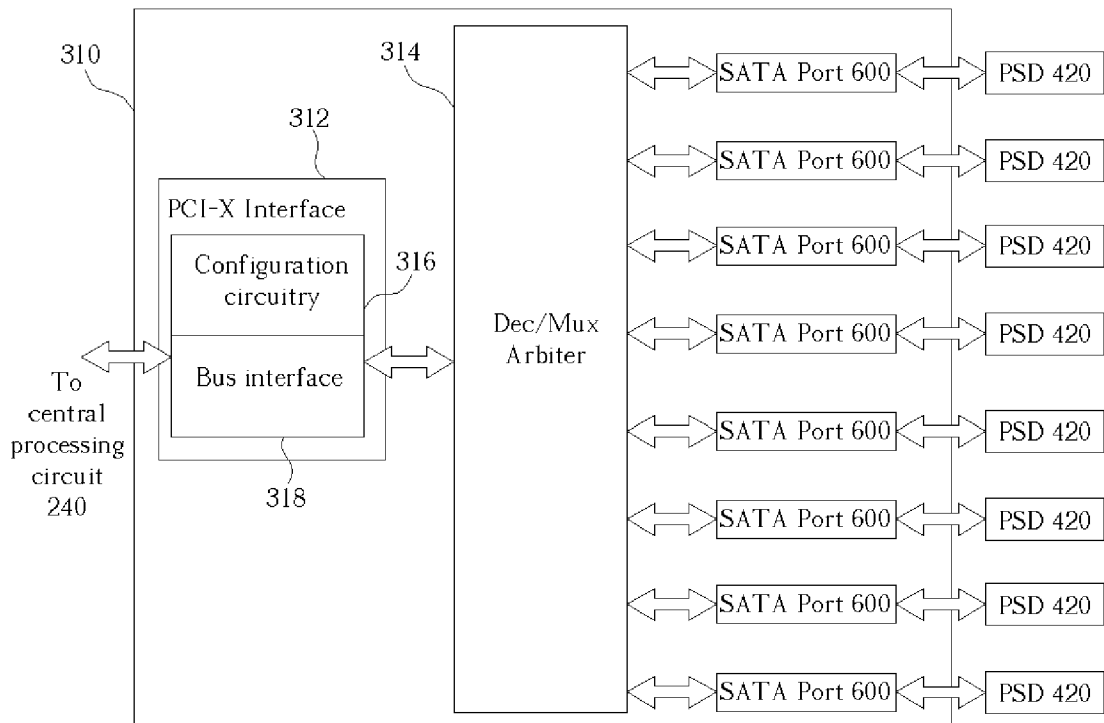 310
314
312
PCI-X Interface
Configuration
circuitry
316
Bus interface
318
To
central
processing
circuit
240
Dec/Mux
Arbiter
SATA Port 600
PSD 420
SATA Port 600
PSD 420
SATA Port 600
PSD 420
SATA Port 600
PSD 420
SATA Port 600
PSD 420
SATA Port 600
PSD 420
SATA Port 600
PSD 420
SATA Port 600
PSD 420